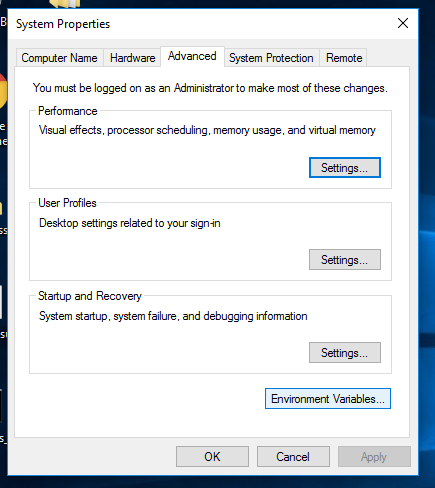 System Properties
Computer Name Hardware Advanced System Protection Remote
You must be logged on as an Administrator to make most of these changes.
Performance
Visual effects, processor scheduling, memory usage, and virtual memory
Settings...
User Profiles
Desktop settings related to your sign-in
Settings...
Startup and Recovery
System startup, system failure, and debugging information
Settings...
Environment Variables...
OK Cancel Apply